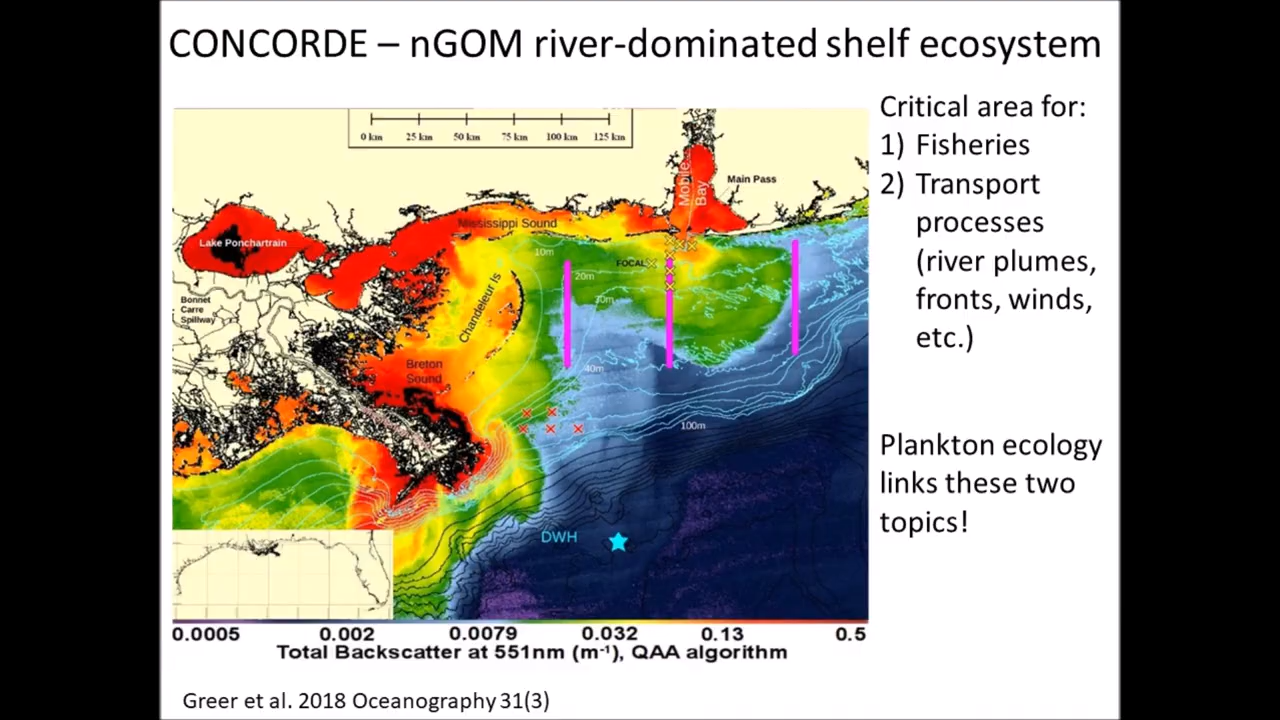 CONCORDE – nGOM river-dominated shelf ecosystem
0 km 25 km 50 km 75 km 100 km 125 km
Mobile
Bay
Main Pass
Mississippi Sound
Lake Ponchartrain
10m
FOCAL
20m
30m
Bonnet
Carre
Spillway
Chandeleur Is
Breton
Sound
40m
100m
DWH
0.0005 0.002 0.0079 0.032 0.13 0.5
Total Backscatter at 551nm (m-¹), QAA algorithm
Critical area for:
1) Fisheries
2) Transport
processes
(river plumes,
fronts, winds,
etc.)
Plankton ecology
links these two
topics!
Greer et al. 2018 Oceanography 31(3)